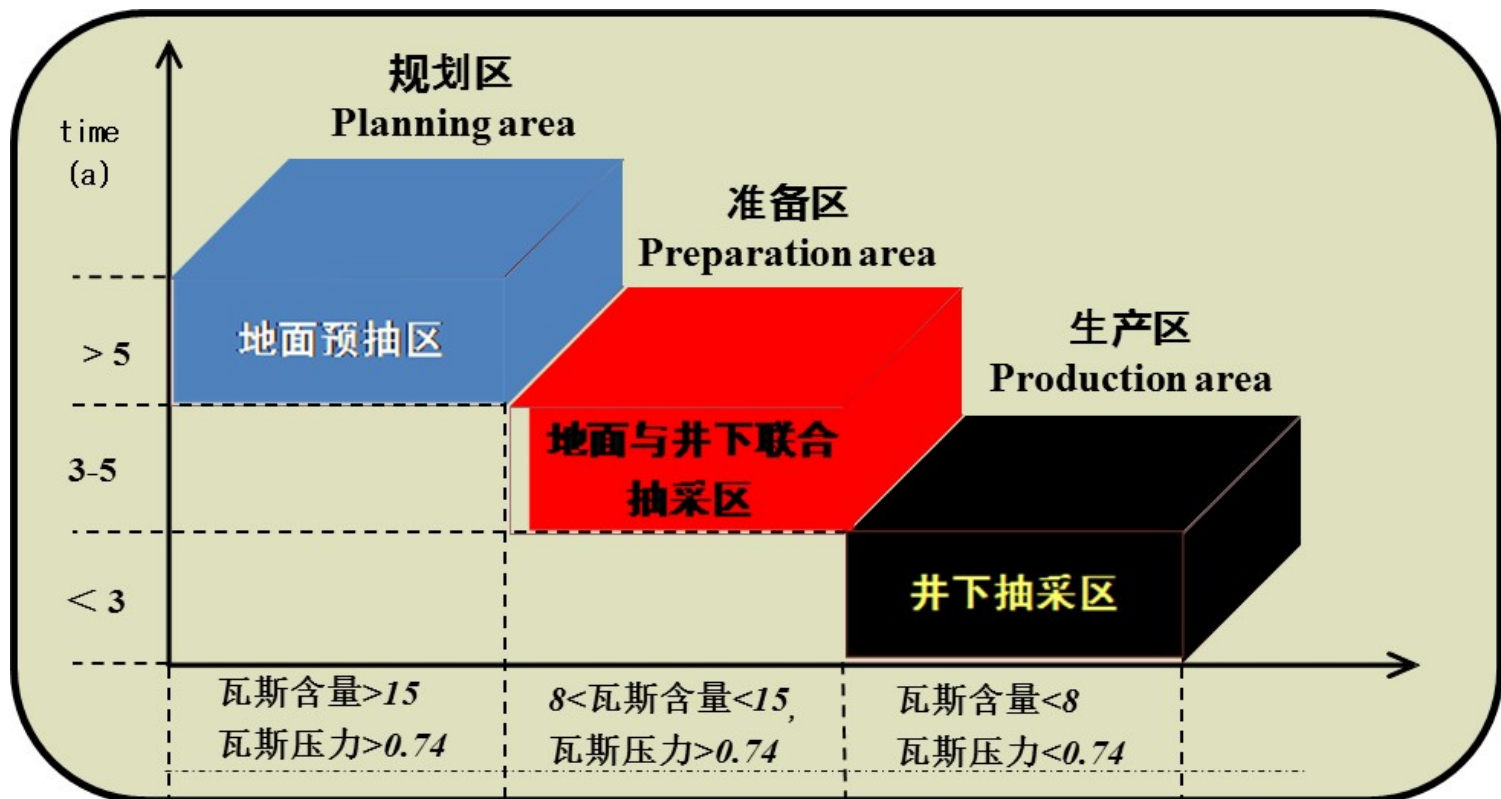 规划区
Planning area
time
(a)
准备区
Preparation area
生产区
Production area
>5
地面预抽区
3-5
地面与井下联合
抽采区
<3
井下抽采区
瓦斯含量>15
瓦斯压力>0.74
8<瓦斯含量<15,
瓦斯压力>0.74
瓦斯含量<8
瓦斯压力<0.74